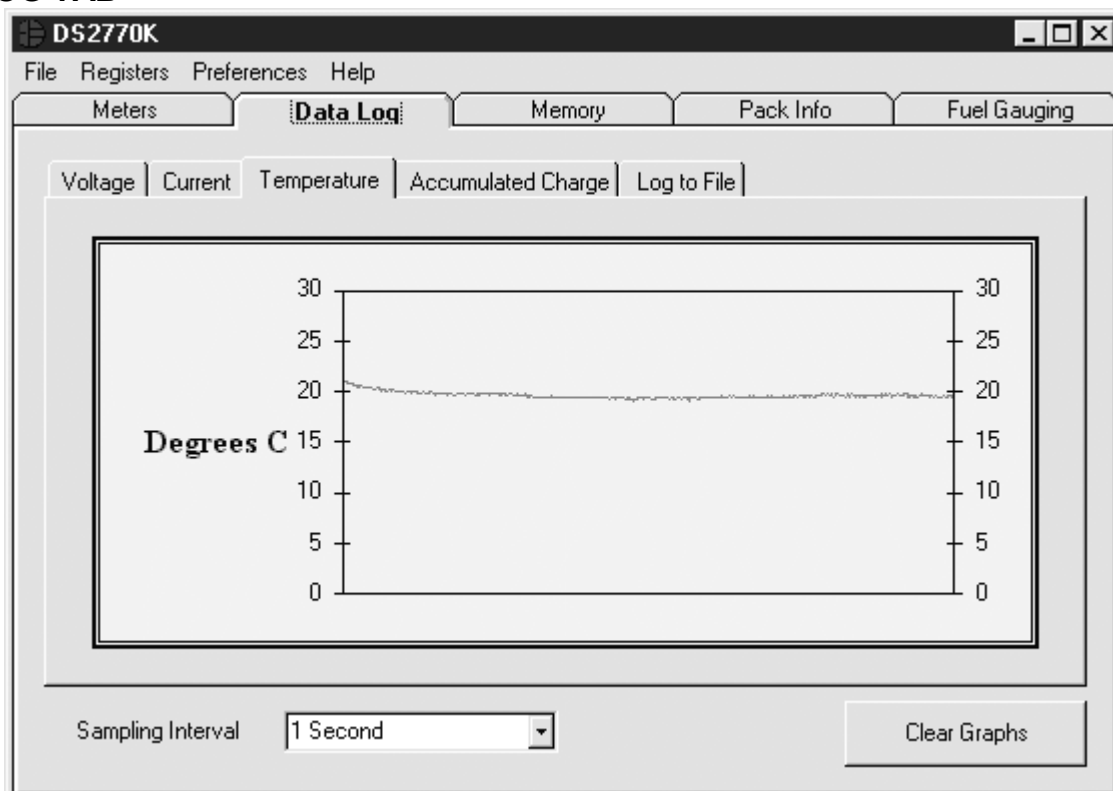 DS2770K
File Registers Preferences Help
Meters Data Log Memory Pack Info Fuel Gauging
Voltage Current Temperature Accumulated Charge Log to File
30 30
25 25
20 20
Degrees C 15 15
10 10
5 5
0 0
Sampling Interval 1 Second Clear Graphs